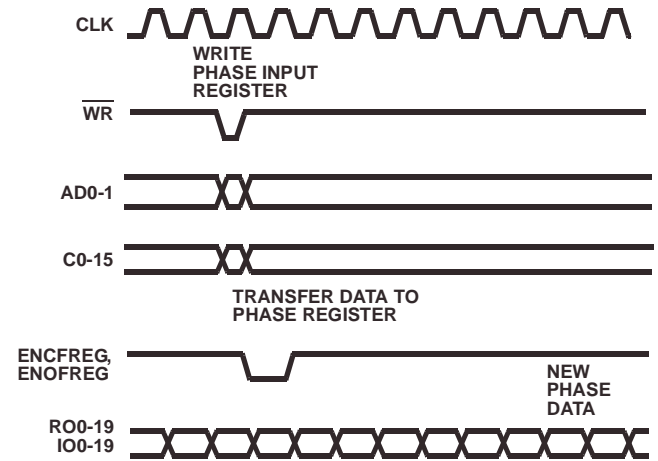 CLK
WRITE
PHASE INPUT
REGISTER
WR
AD0-1
C0-15
TRANSFER DATA TO
PHASE REGISTER
ENCFREG,
ENOFREG
NEW
PHASE
DATA
RO0-19
IO0-19